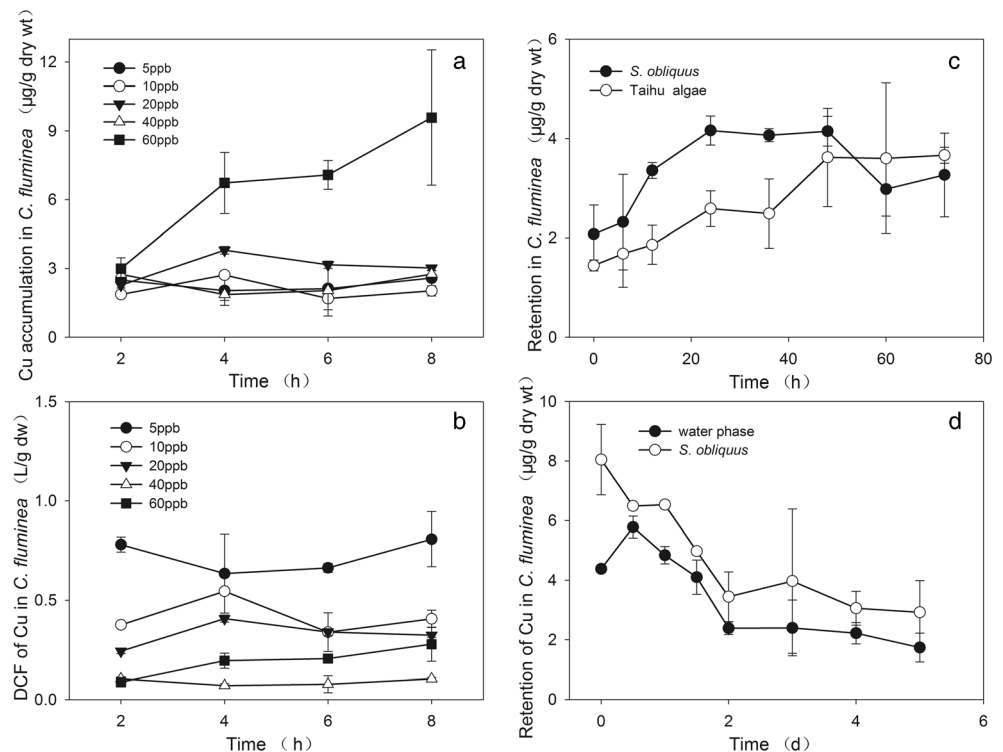 a
Cu accumulation in C. fluminea (µg/g dry wt)
12
9
6
3
0
5ppb
10ppb
20ppb
40ppb
60ppb
2 4 6 8
Time (h)
c
Retention in C. fluminea (µg/g dry wt)
6
4
2
0
S. obliquus
Taihu algae
0 20 40 60 80
Time (h)
b
DCF of Cu in C. fluminea (L/g dw)
1.5
1.0
0.5
0.0
5ppb
10ppb
20ppb
40ppb
60ppb
2 4 6 8
Time (h)
d
Retention of Cu in C. fluminea (µg/g dry wt)
10
8
6
4
2
0
water phase
S. obliquus
0 2 4 6
Time (d)